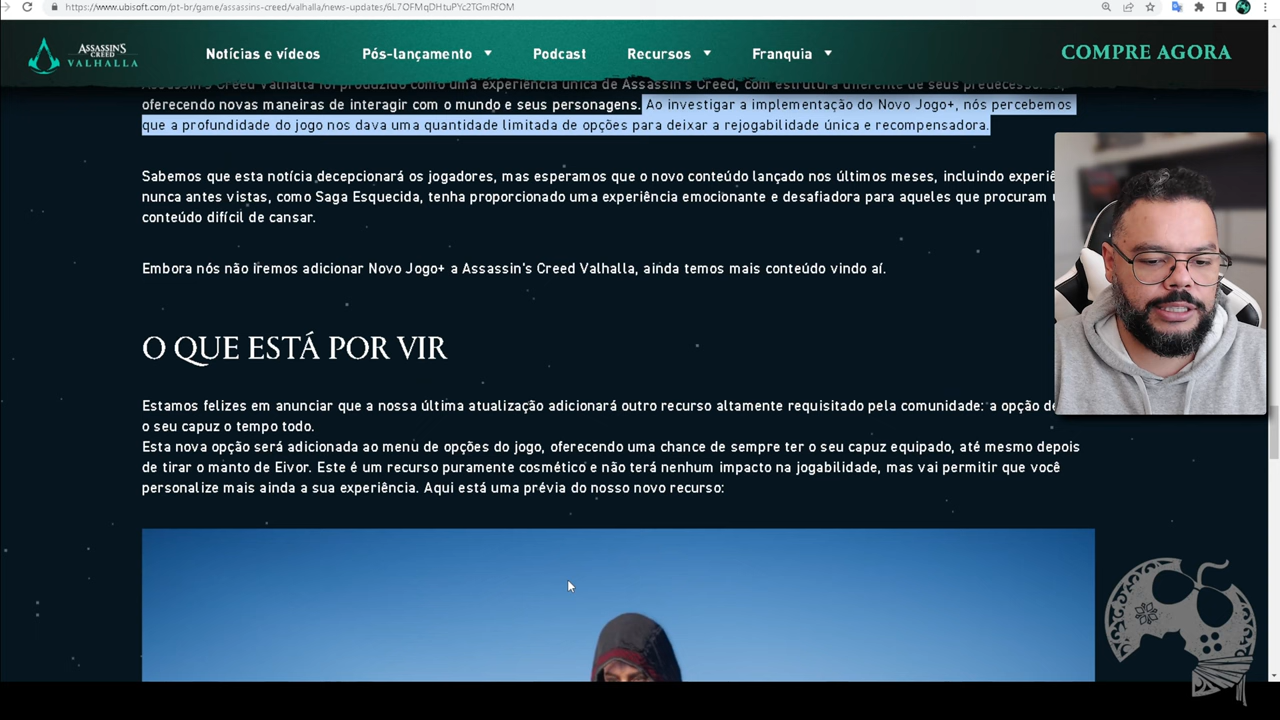 https://www.ubisoft.com/pt-br/game/assassins-creed/valhalla/news-updates/6L7OFMqDHtuPYc2TGmRfOM
ASSASSIN'S
CREED
VALHALLA
Notícias e vídeos
Pós-lançamento
Podcast
Recursos
Franquia
COMPRE AGORA
Assassin's Creed Valhalla foi produzido como uma experiência única de Assassin's Creed, com estrutura diferente de seus predecessores,
oferecendo novas maneiras de interagir com o mundo e seus personagens. Ao investigar a implementação do Novo Jogo+, nós percebemos
que a profundidade do jogo nos dava uma quantidade limitada de opções para deixar a rejogabilidade única e recompensadora.
Sabemos que esta notícia decepcionará os jogadores, mas esperamos que o novo conteúdo lançado nos últimos meses, incluindo
nunca antes vistas, como Saga Esquecida, tenha proporcionado uma experiência emocionante e desafiadora para aqueles que procuram
conteúdo difícil de cansar.
Embora nós não iremos adicionar Novo Jogo+ a Assassin's Creed Valhalla, ainda temos mais conteúdo vindo aí.
O QUE ESTÁ POR VIR
Estamos felizes em anunciar que a nossa última atualização adicionará outro recurso altamente requisitado pela comunidade: a opção
o seu capuz o tempo todo.
Esta nova opção será adicionada ao menu de opções do jogo, oferecendo uma chance de sempre ter o seu capuz equipado, até mesmo depois
de tirar o manto de Eivor. Este é um recurso puramente cosmético e não terá nenhum impacto na jogabilidade, mas vai permitir que você
personalize mais ainda a sua experiência. Aqui está uma prévia do nosso novo recurso: